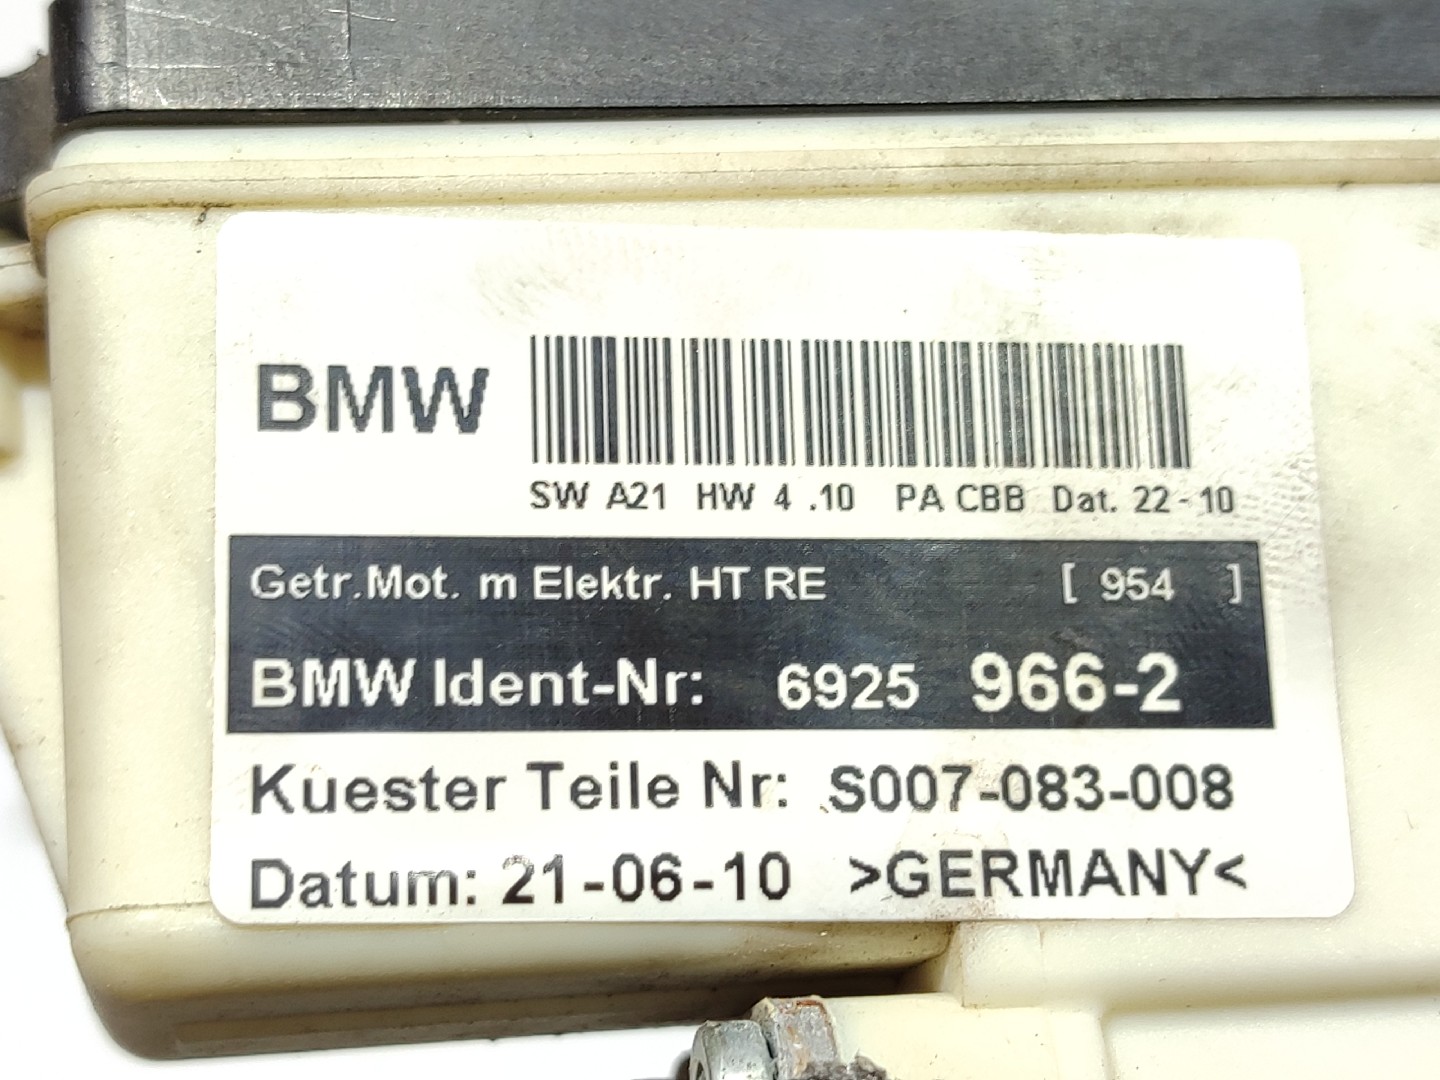 BMW
SW A21 HW 4 .10 PA CBB Dat. 22-10
Getr.Mot. m Elektr. HT RE [ 954 ]
BMW Ident-Nr: 6925 966-2
Kuester Teile Nr: S007-083-008
Datum: 21-06-10 >GERMANY<